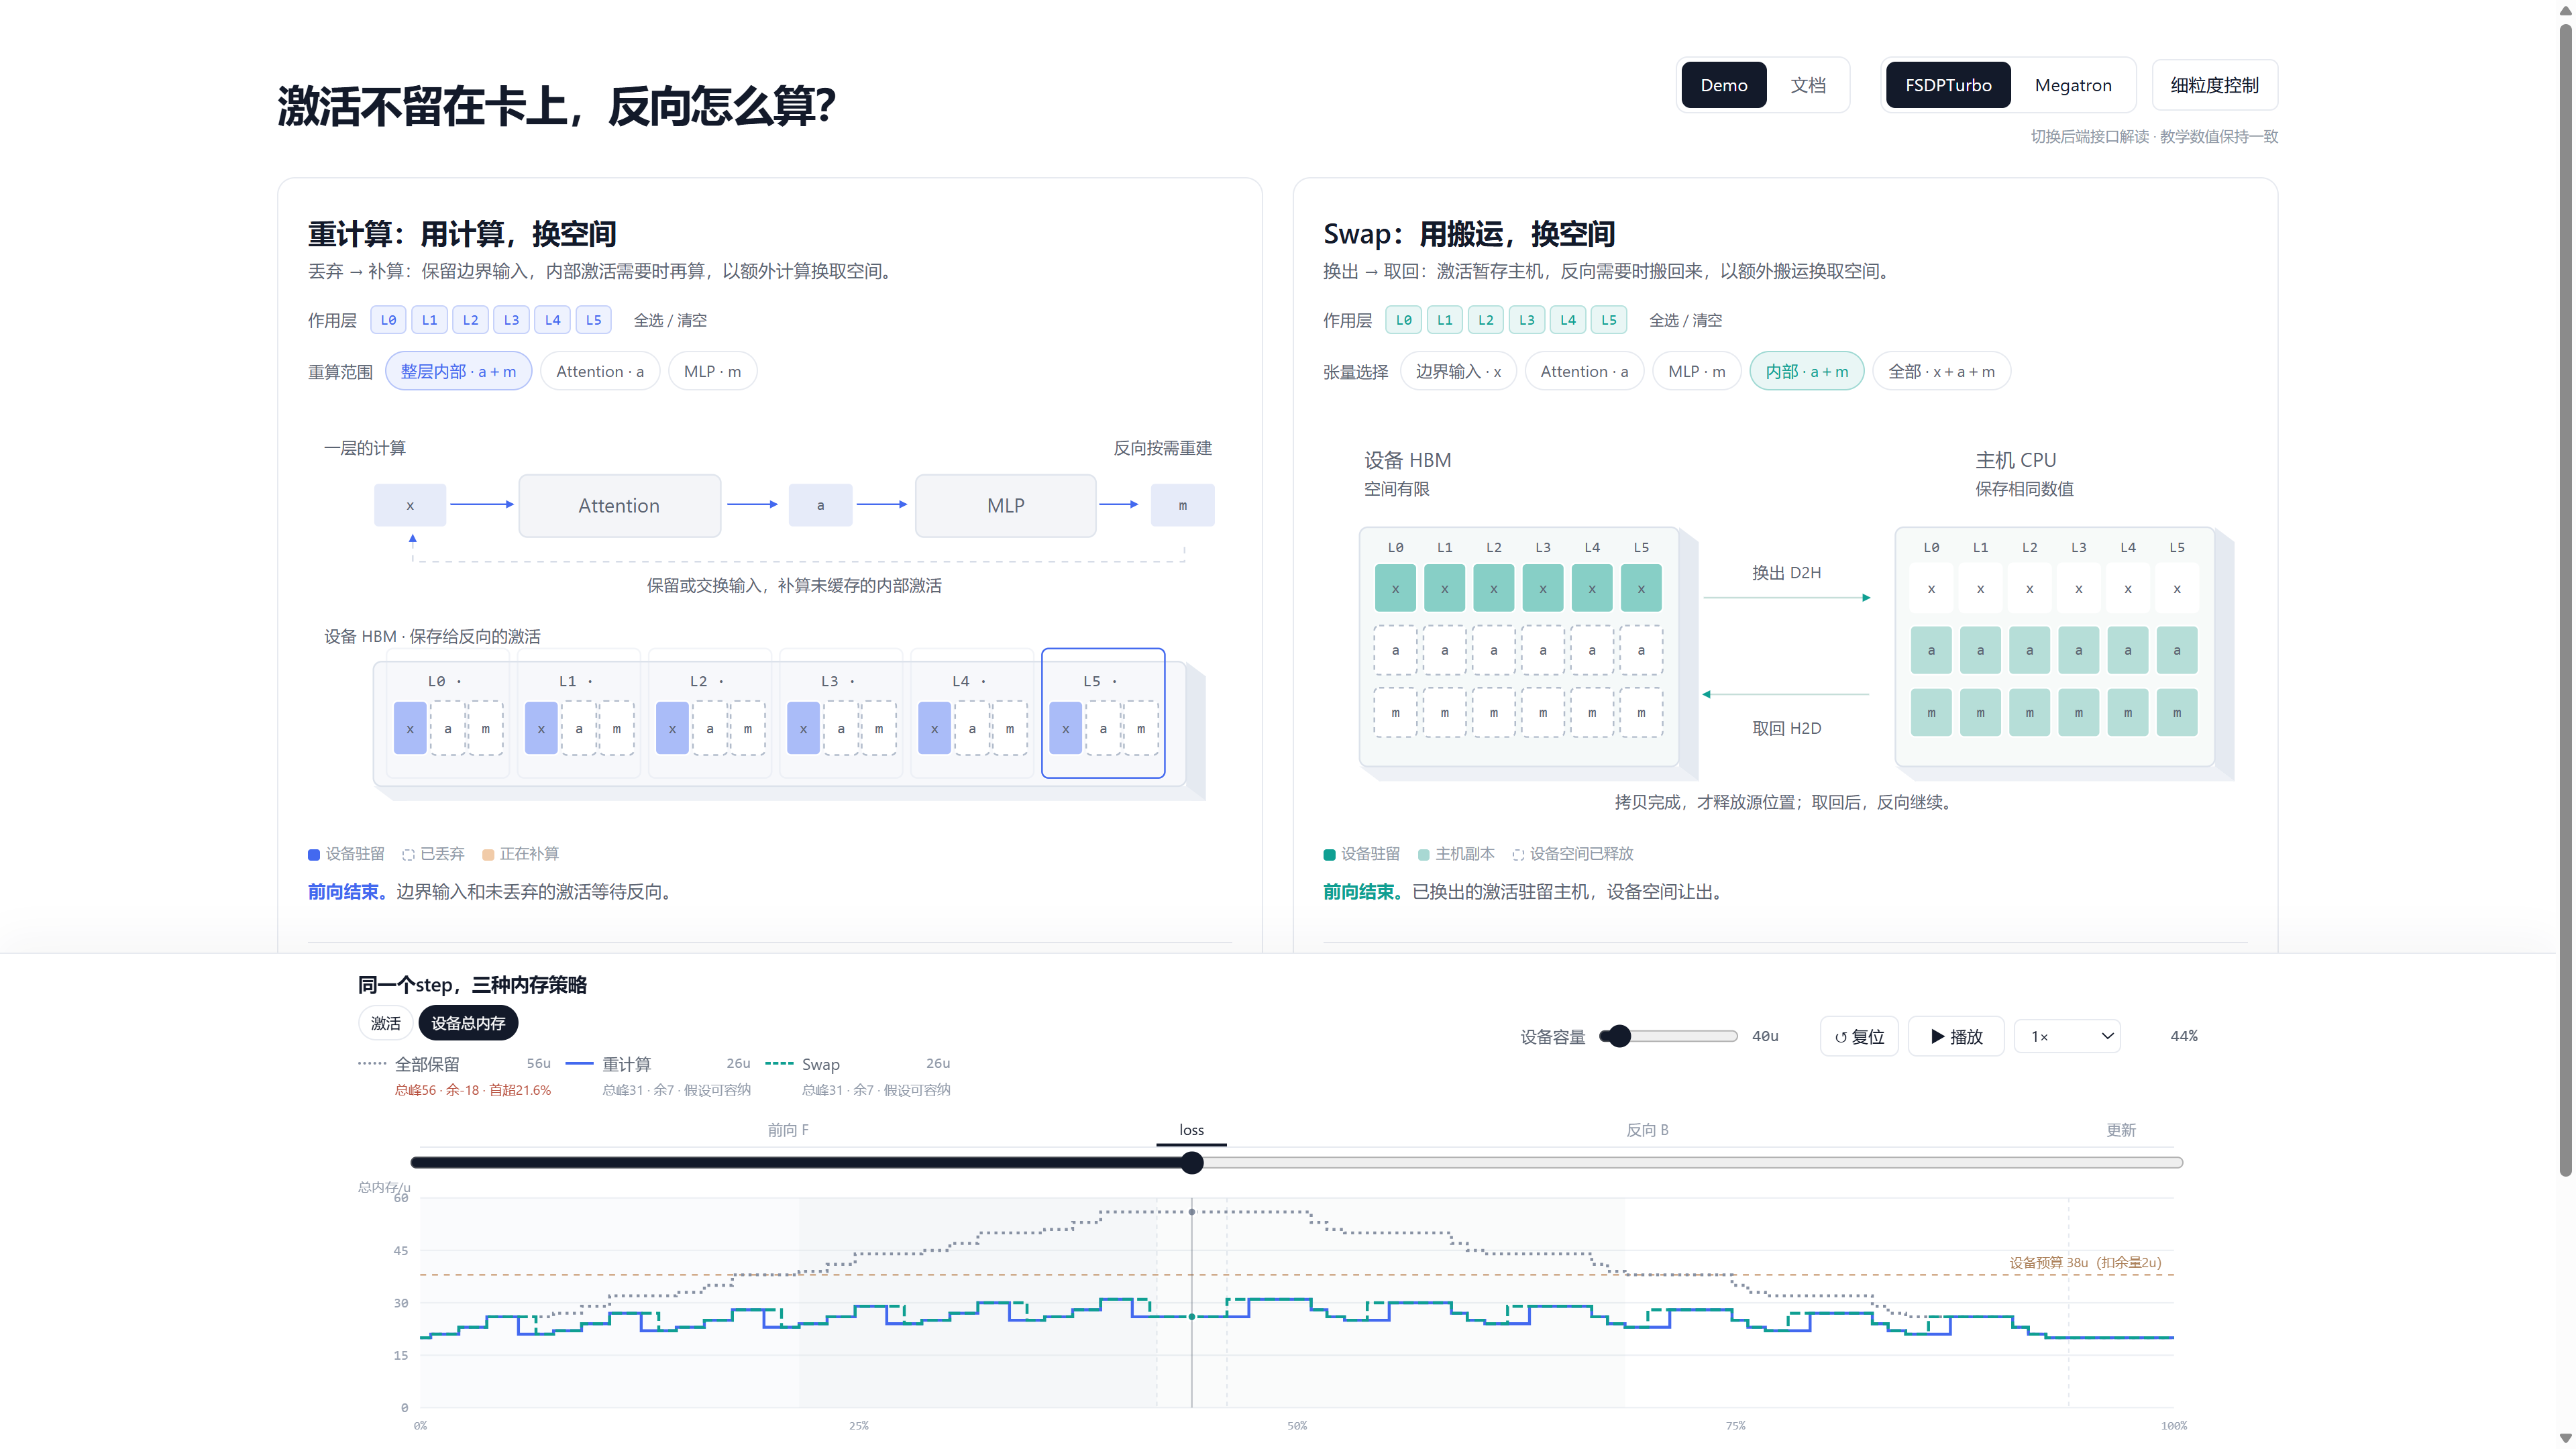 激活不留在卡上，反向怎么算？
Demo 文档 FSDPTurbo Megatron 细粒度控制
切换后端接口解读 · 教学数值保持一致
重计算：用计算，换空间
丢弃 → 补算：保留边界输入，内部激活需要时再算，以额外计算换取空间。
作用层 L0 L1 L2 L3 L4 L5 全选 / 清空
重算范围 整层内部 · a + m Attention · a MLP · m
一层的计算 反向按需重建
x Attention a MLP m
保留或交换输入，补算未缓存的内部激活
设备 HBM · 保存给反向的激活
L0 · L1 · L2 · L3 · L4 · L5 ·
x a m x a m x a m x a m x a m x a m
设备驻留 已丢弃 正在补算
前向结束。边界输入和未丢弃的激活等待反向。
Swap：用搬运，换空间
换出 → 取回：激活暂存主机，反向需要时搬回来，以额外搬运换取空间。
作用层 L0 L1 L2 L3 L4 L5 全选 / 清空
张量选择 边界输入 · x Attention · a MLP · m 内部 · a + m 全部 · x + a + m
设备 HBM
空间有限
L0 L1 L2 L3 L4 L5
x x x x x x
a a a a a a
m m m m m m
换出 D2H
取回 H2D
主机 CPU
保存相同数值
L0 L1 L2 L3 L4 L5
x x x x x x
a a a a a a
m m m m m m
拷贝完成，才释放源位置；取回后，反向继续。
设备驻留 主机副本 设备空间已释放
前向结束。已换出的激活驻留主机，设备空间让出。
同一个step，三种内存策略
激活 设备总内存
设备容量 40u ↺ 复位 ▶ 播放 1× 44%
全部保留 56u 重计算 26u Swap 26u
总峰56 · 余-18 · 首超21.6% 总峰31 · 余7 · 假设可容纳 总峰31 · 余7 · 假设可容纳
前向 F loss 反向 B 更新
总内存/u
60
45
设备预算 38u（扣余量2u）
30
15
0
0% 25% 50% 75% 100%